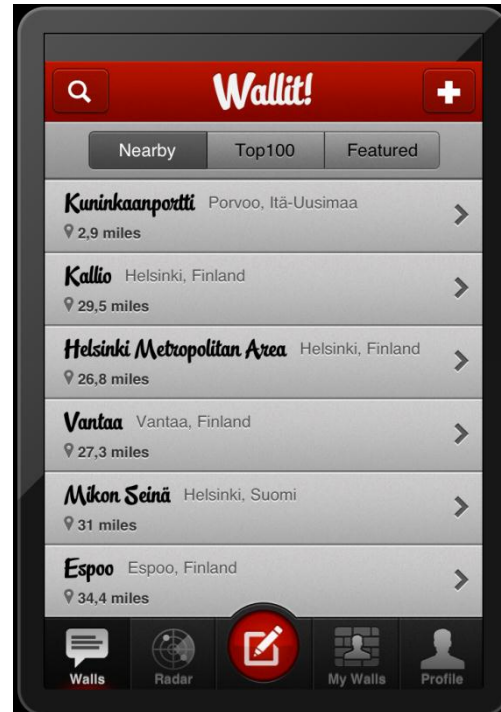 Wallit!
Nearby Top100 Featured
Kuninkaanportti Porvoo, Itä-Uusimaa
2,9 miles
Kallio Helsinki, Finland
29,5 miles
Helsinki Metropolitan Area Helsinki, Finland
26,8 miles
Vantaa Vantaa, Finland
27,3 miles
Mikon Seinä Helsinki, Suomi
31 miles
Espoo Espoo, Finland
34,4 miles
Walls Radar My Walls Profile